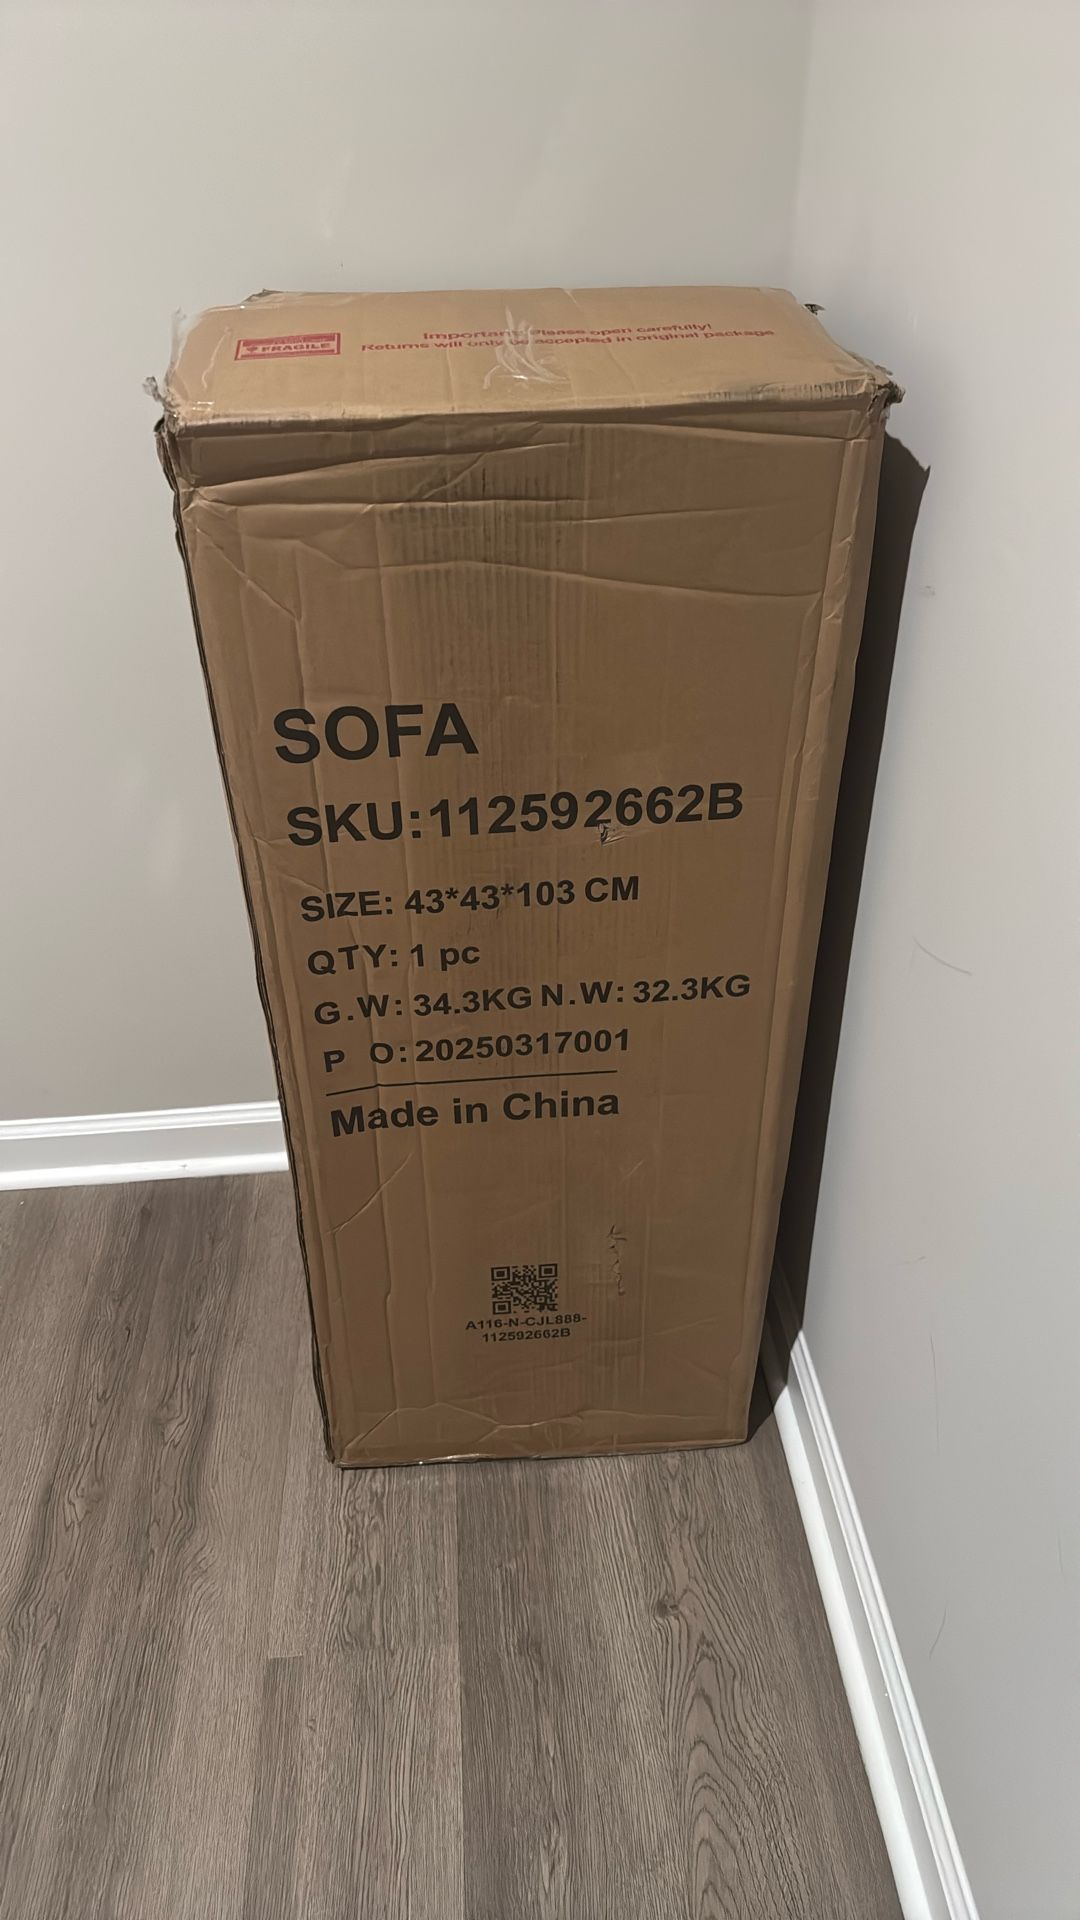 FRAGILE
Important: Please open carefully!
Returns will only be accepted in original package
SOFA
SKU:112592662B
SIZE: 43*43*103 CM
QTY: 1 pc
G.W: 34.3KG N.W: 32.3KG
P O: 20250317001
Made in China
A116-N-CJL888-
112592662B